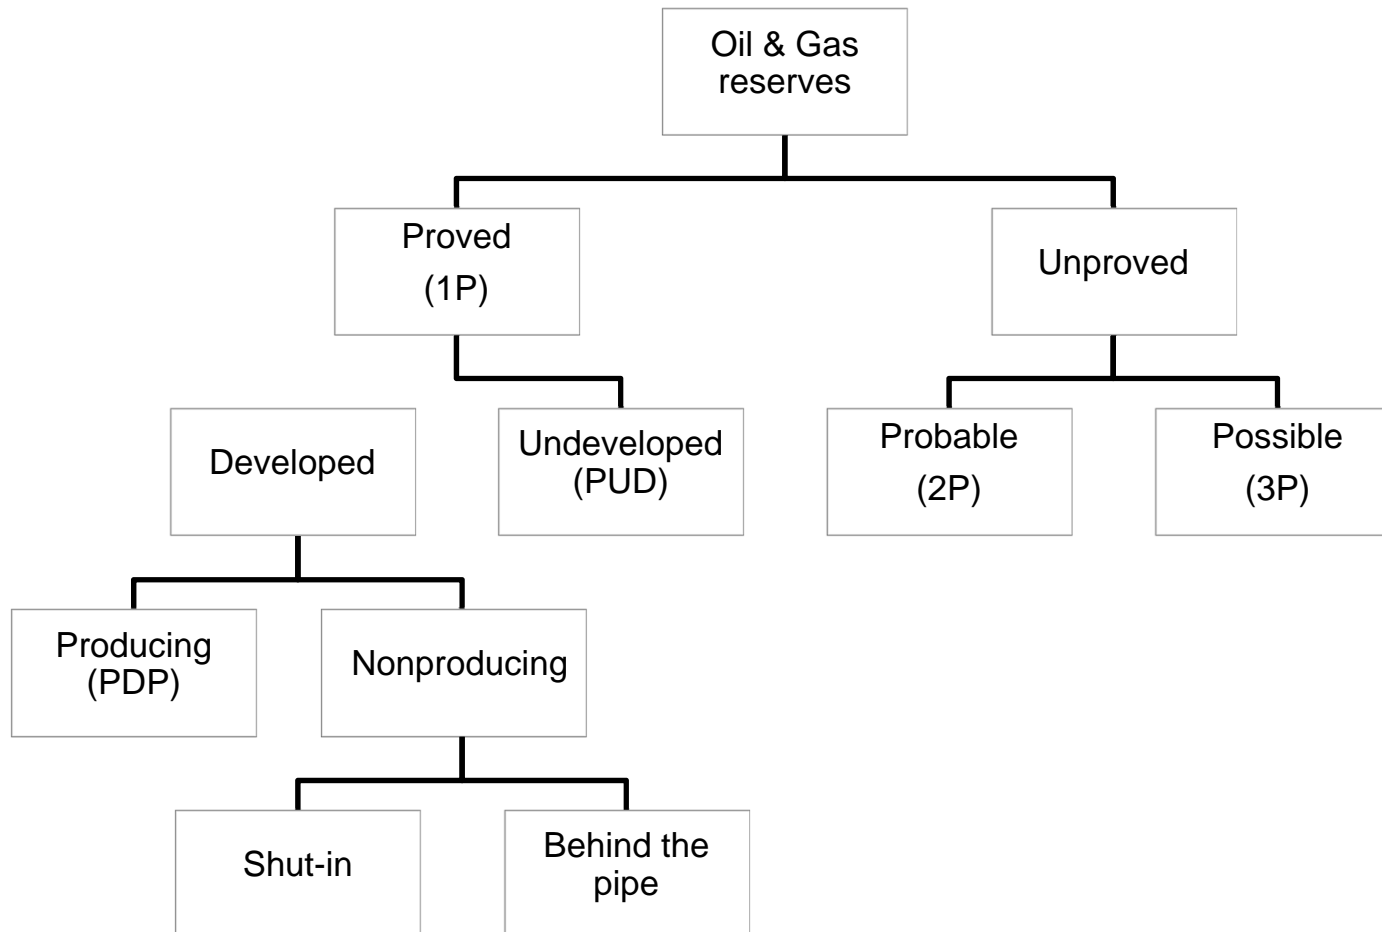 Oil & Gas
reserves
Proved
(1P)
Unproved
Developed
Undeveloped
(PUD)
Probable
(2P)
Possible
(3P)
Producing
(PDP)
Nonproducing
Shut-in
Behind the
pipe